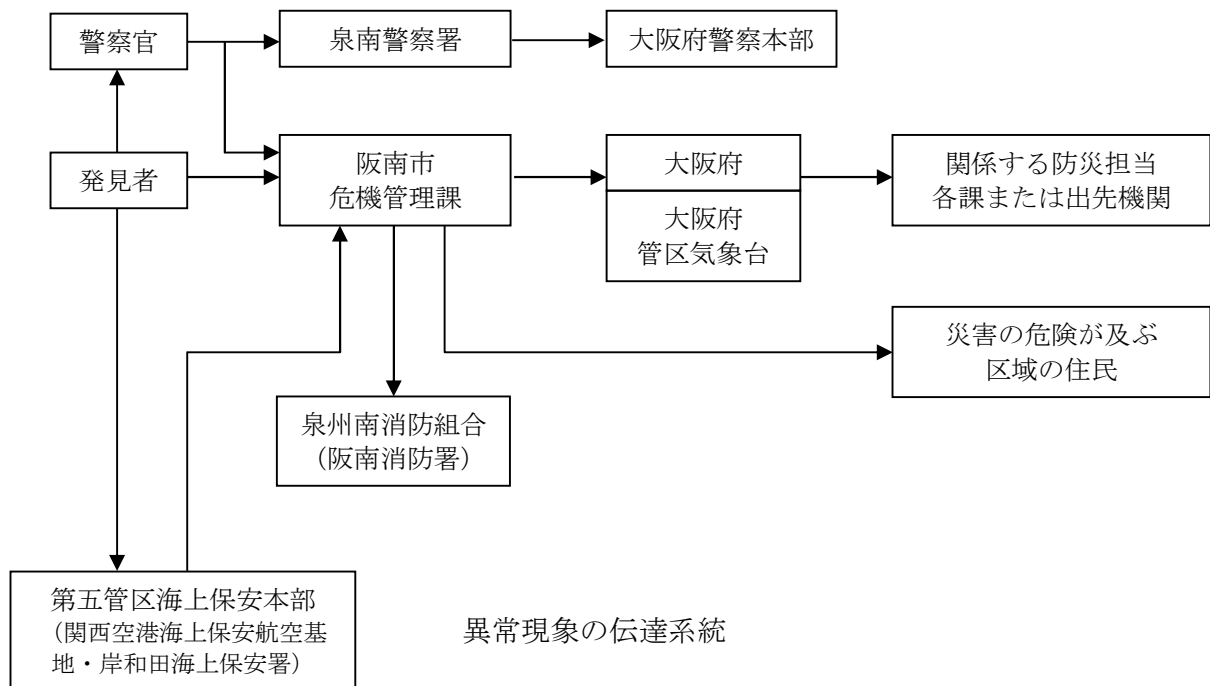 警察官
泉南警察署
大阪府警察本部
発見者
阪南市
危機管理課
大阪府
大阪府
管区気象台
関係する防災担当
各課または出先機関
災害の危険が及ぶ
区域の住民
泉州南消防組合
（阪南消防署）
第五管区海上保安本部
（関西空港海上保安航空基
地・岸和田海上保安署）
異常現象の伝達系統